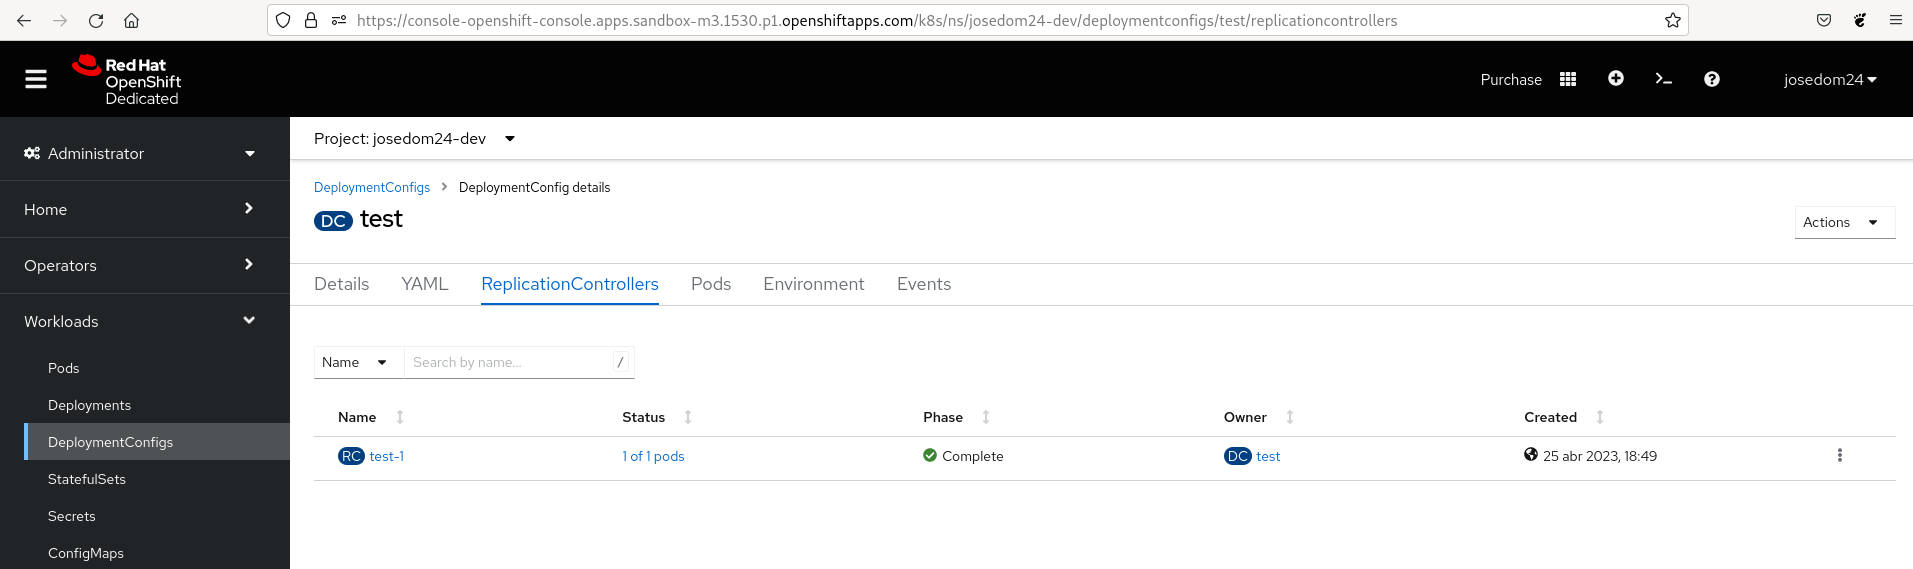 https://console-openshift-console.apps.sandbox-m3.1530.p1.openshiftapps.com/k8s/ns/josedom24-dev/deploymentconfigs/test/replicationcontrollers
Red Hat
OpenShift
Dedicated
Purchase
josedom24
Administrator
Home
Operators
Workloads
Pods
Deployments
DeploymentConfigs
StatefulSets
Secrets
ConfigMaps
Project: josedom24-dev
DeploymentConfigs > DeploymentConfig details
DC test
Actions
Details YAML ReplicationControllers Pods Environment Events
Name Search by name... /
Name Status Phase Owner Created
RC test-1 1 of 1 pods Complete DC test 25 abr 2023, 18:49